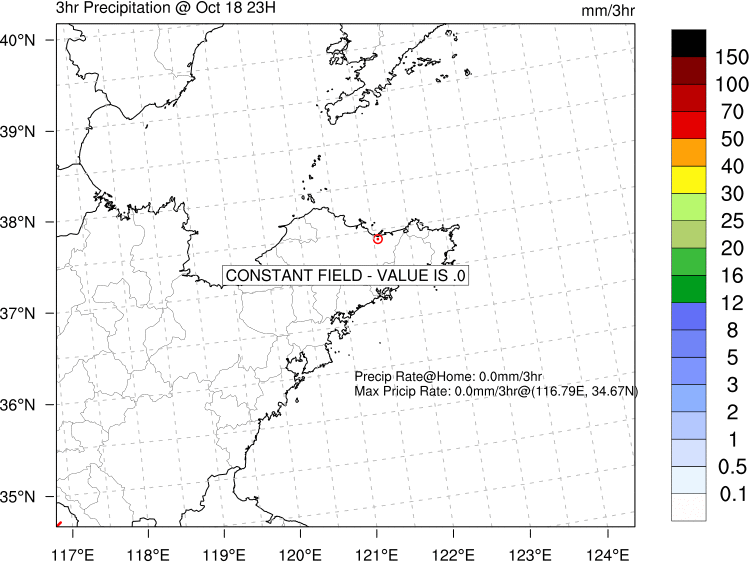 3hr Precipitation @ Oct 18 23H
mm/3hr
40°N
39°N
38°N
37°N
36°N
35°N
CONSTANT FIELD - VALUE IS .0
Precip Rate@Home: 0.0mm/3hr
Max Pricip Rate: 0.0mm/3hr@(116.79E, 34.67N)
117°E 118°E 119°E 120°E 121°E 122°E 123°E 124°E
150
100
70
50
40
30
25
20
16
12
8
5
3
2
1
0.5
0.1